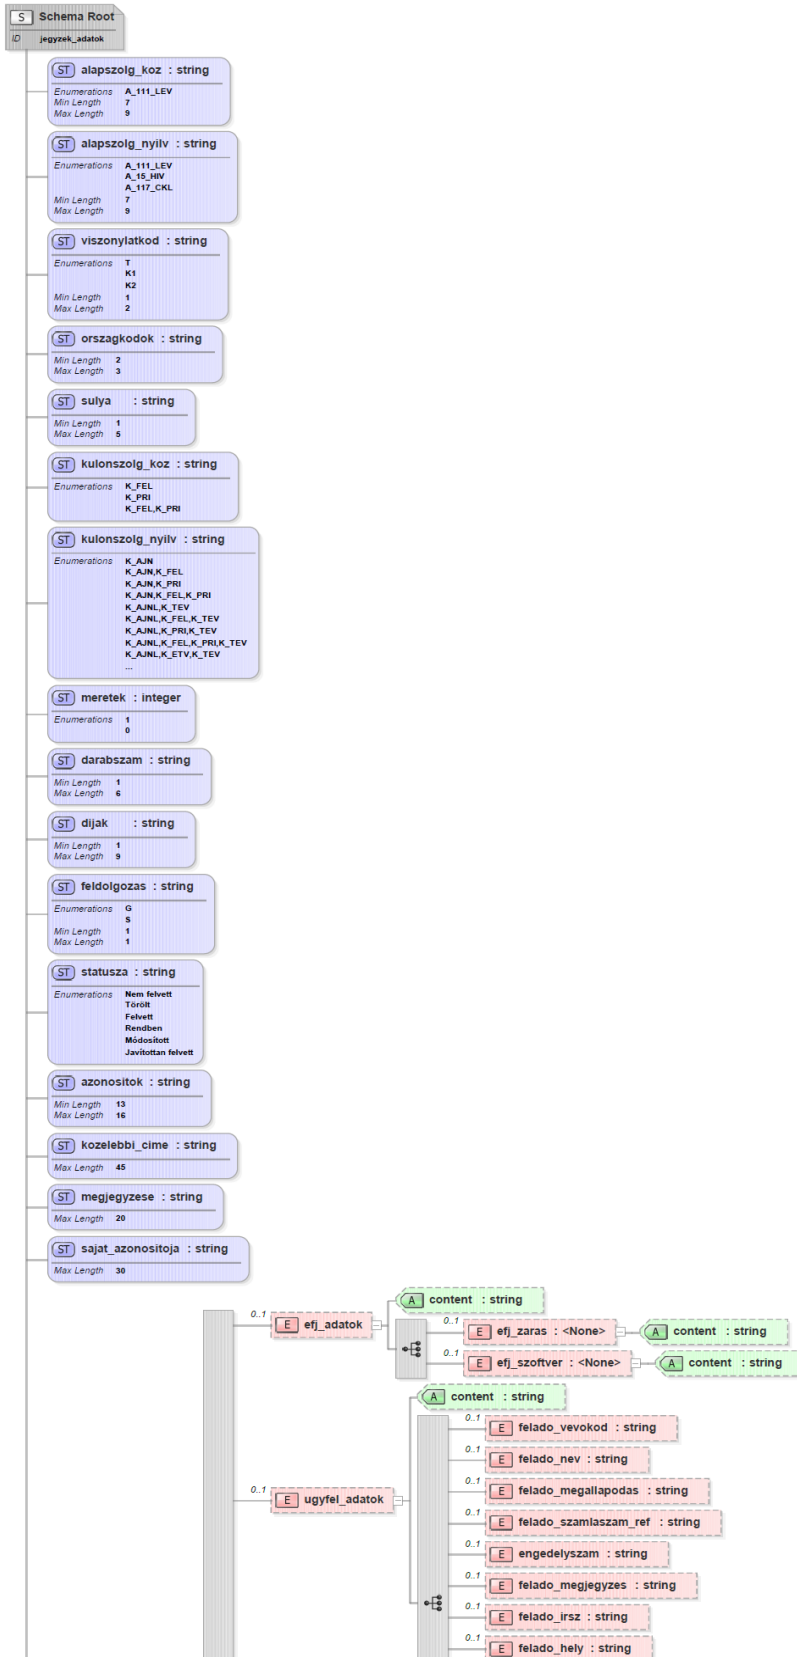 S Schema Root
ID jegyzek_adatok
ST alapszolg_koz : string
Enumerations A_111_LEV
Min Length 7
Max Length 9
ST alapszolg_nyilv : string
Enumerations A_111_LEV
A_15_HIV
A_117_CKL
Min Length 7
Max Length 9
ST viszonylatkod : string
Enumerations T
K1
K2
Min Length 1
Max Length 2
ST orszagkodok : string
Min Length 2
Max Length 3
ST sulya : string
Min Length 1
Max Length 5
ST kulonszolg_koz : string
Enumerations K_FEL
K_PRI
K_FEL,K_PRI
ST kulonszolg_nyilv : string
Enumerations K_AJN
K_AJN,K_FEL
K_AJN,K_PRI
K_AJN,K_FEL,K_PRI
K_AJNL,K_TEV
K_AJNL,K_FEL,K_TEV
K_AJNL,K_PRI,K_TEV
K_AJNL,K_FEL,K_PRI,K_TEV
K_AJNL,K_ETV,K_TEV
...
ST meretek : integer
Enumerations 1
0
ST darabszam : string
Min Length 1
Max Length 6
ST dijak : string
Min Length 1
Max Length 9
ST feldolgozas : string
Enumerations G
S
Min Length 1
Max Length 1
ST statusza : string
Enumerations Nem felvett
Törölt
Felvett
Rendben
Módosított
Javítottan felvett
ST azonositok : string
Min Length 13
Max Length 16
ST kozelebbi_cime : string
Max Length 45
ST megjegyzese : string
Max Length 20
ST sajat_azonositoja : string
Max Length 30
0..1 E efj_adatok
A content : string
0..1 E efj_zaras : <None> A content : string
0..1 E efj_szoftver : <None> A content : string
0..1 E ugyfel_adatok
A content : string
0..1 E felado_vevokod : string
0..1 E felado_nev : string
0..1 E felado_megallapodas : string
0..1 E felado_szamlaszam_ref : string
0..1 E engedelyszam : string
0..1 E felado_megjegyzes : string
0..1 E felado_irsz : string
0..1 E felado_hely : string